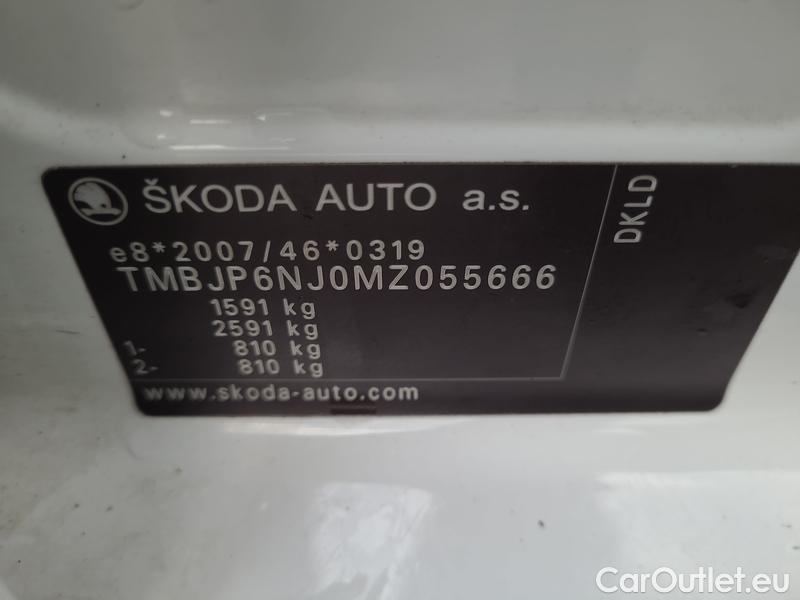 ŠKODA AUTO a.s.
DKLD
e8*2007/46*0319
TMBJP6NJ0MZ055666
1591 kg
2591 kg
1- 810 kg
2- 810 kg
www.skoda-auto.com
CarOutlet.eu